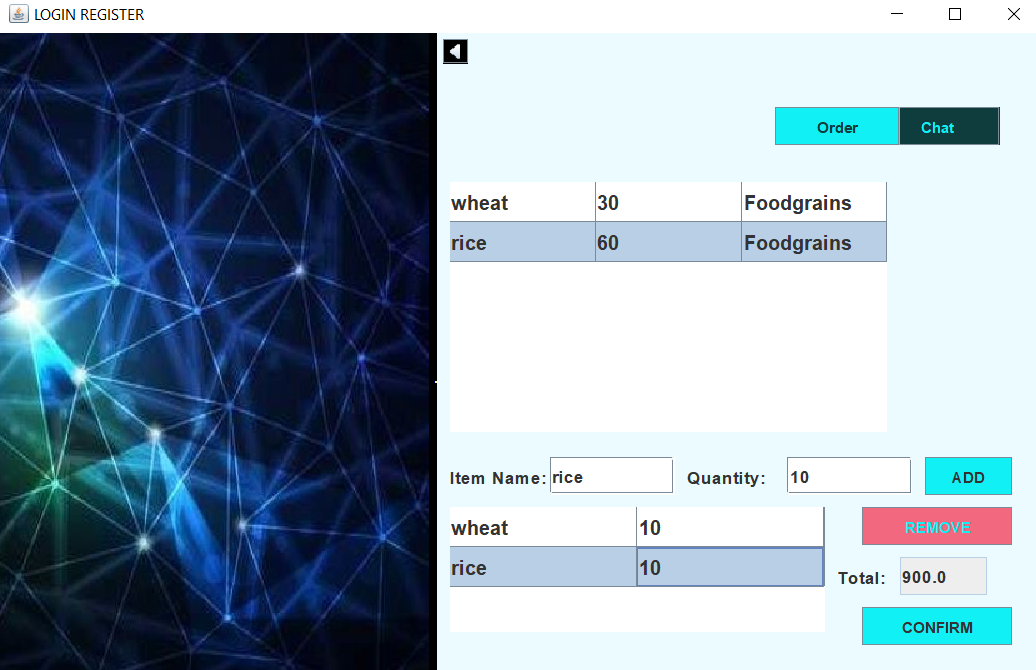 LOGIN REGISTER
Order Chat
wheat 30 Foodgrains
rice 60 Foodgrains
Item Name: rice Quantity: 10 ADD
wheat 10
rice 10
REMOVE
Total: 900.0
CONFIRM